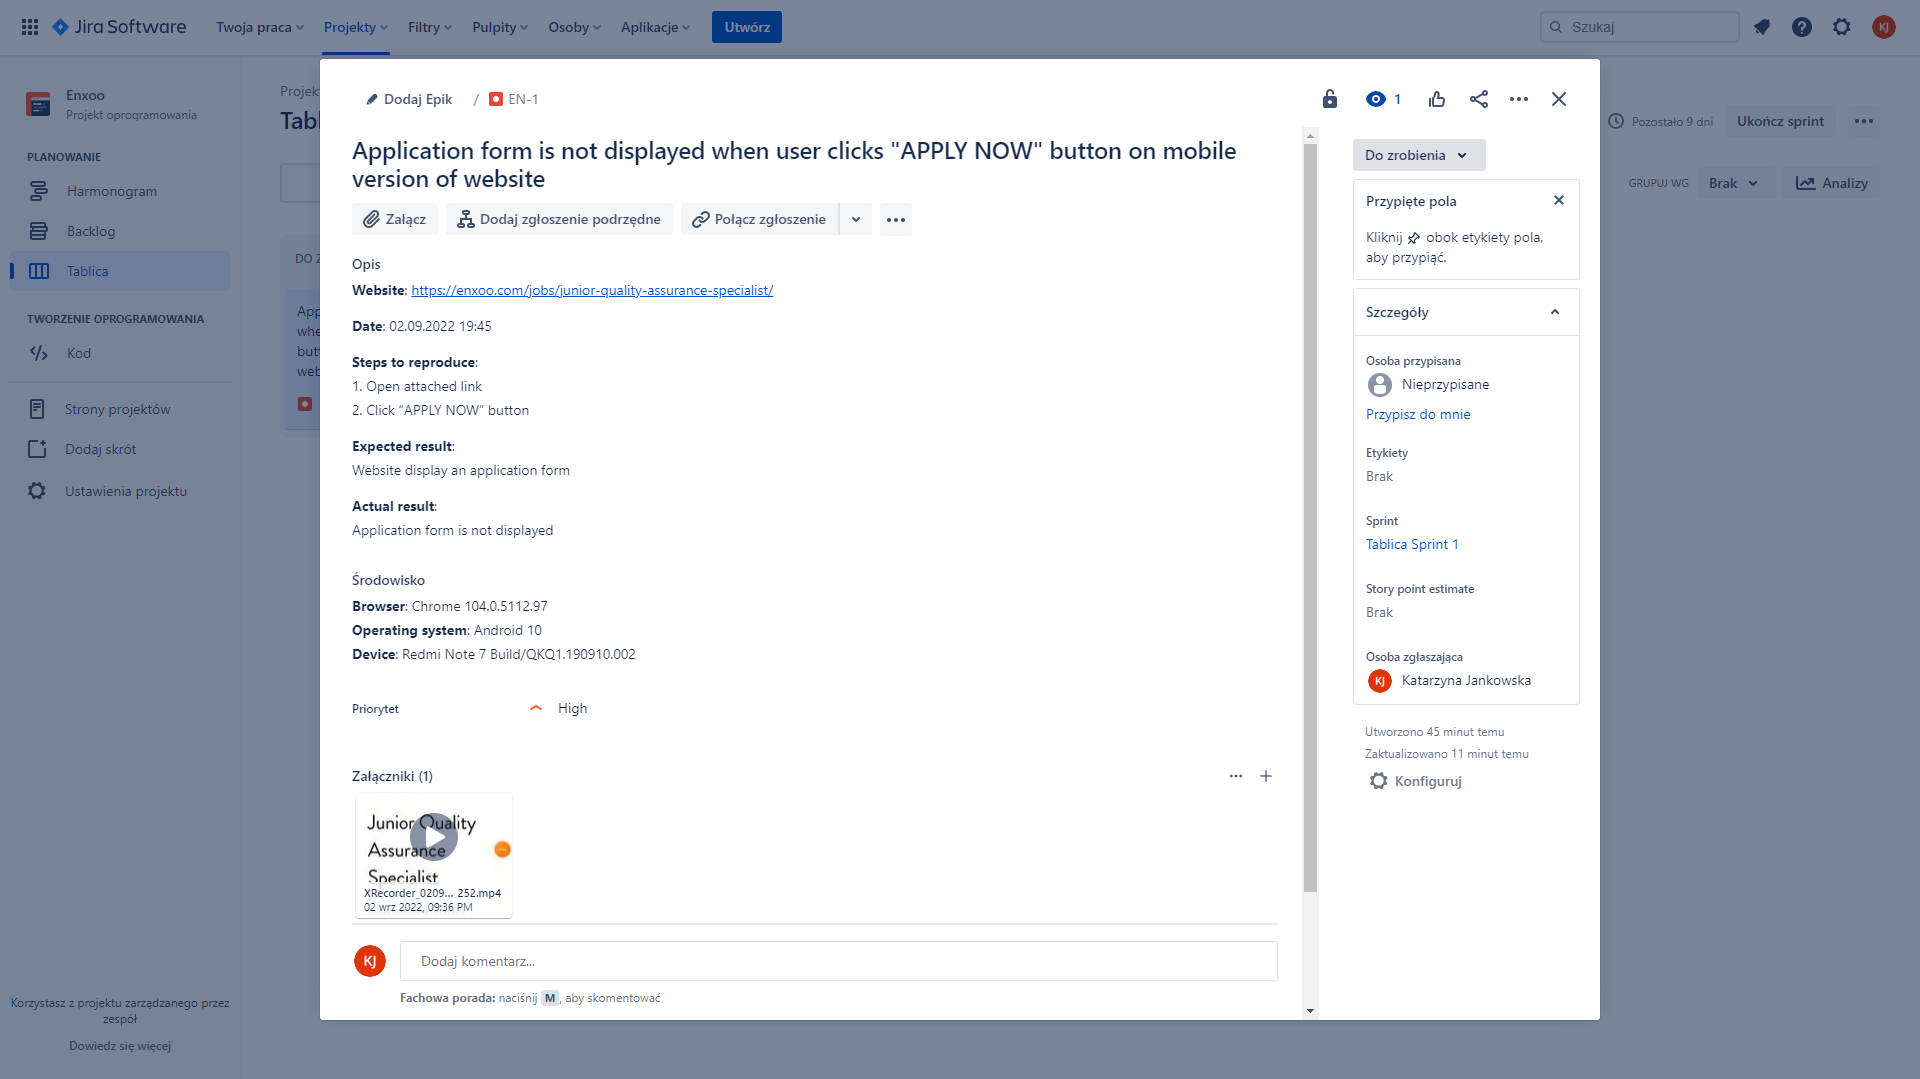 Jira Software
Twoja praca
Projekty
Filtry
Pulpity
Osoby
Aplikacje
Utwórz
Szukaj
KJ
Enxoo
Projekt oprogramowania
PLANOWANIE
Harmonogram
Backlog
Tablica
TWORZENIE OPROGRAMOWANIA
Kod
Strony projektów
Dodaj skrót
Ustawienia projektu
Korzystasz z projektu zarządzanego przez
zespół
Dowiedz się więcej
Pozostało 9 dni
Ukończ sprint
GRUPUJ WG
Brak
Analizy
Dodaj Epik
/ EN-1
1
Application form is not displayed when user clicks "APPLY NOW" button on mobile
version of website
Załącz
Dodaj zgłoszenie podrzędne
Połącz zgłoszenie
Opis
Website: https://enxoo.com/jobs/junior-quality-assurance-specialist/
Date: 02.09.2022 19:45
Steps to reproduce:
1. Open attached link
2. Click “APPLY NOW” button
Expected result:
Website display an application form
Actual result:
Application form is not displayed
Środowisko
Browser: Chrome 104.0.5112.97
Operating system: Android 10
Device: Redmi Note 7 Build/QKQ1.190910.002
Priorytet
High
Załączniki (1)
Junior Quality
Assurance
Specialist
XRecorder_0209... 252.mp4
02 wrz 2022, 09:36 PM
KJ
Dodaj komentarz...
Fachowa porada: naciśnij M, aby skomentować
Do zrobienia
Przypięte pola
Kliknij obok etykiety pola,
aby przypiąć.
Szczegóły
Osoba przypisana
Nieprzypisane
Przypisz do mnie
Etykiety
Brak
Sprint
Tablica Sprint 1
Story point estimate
Brak
Osoba zgłaszająca
KJ
Katarzyna Jankowska
Utworzono 45 minut temu
Zaktualizowano 11 minut temu
Konfiguruj